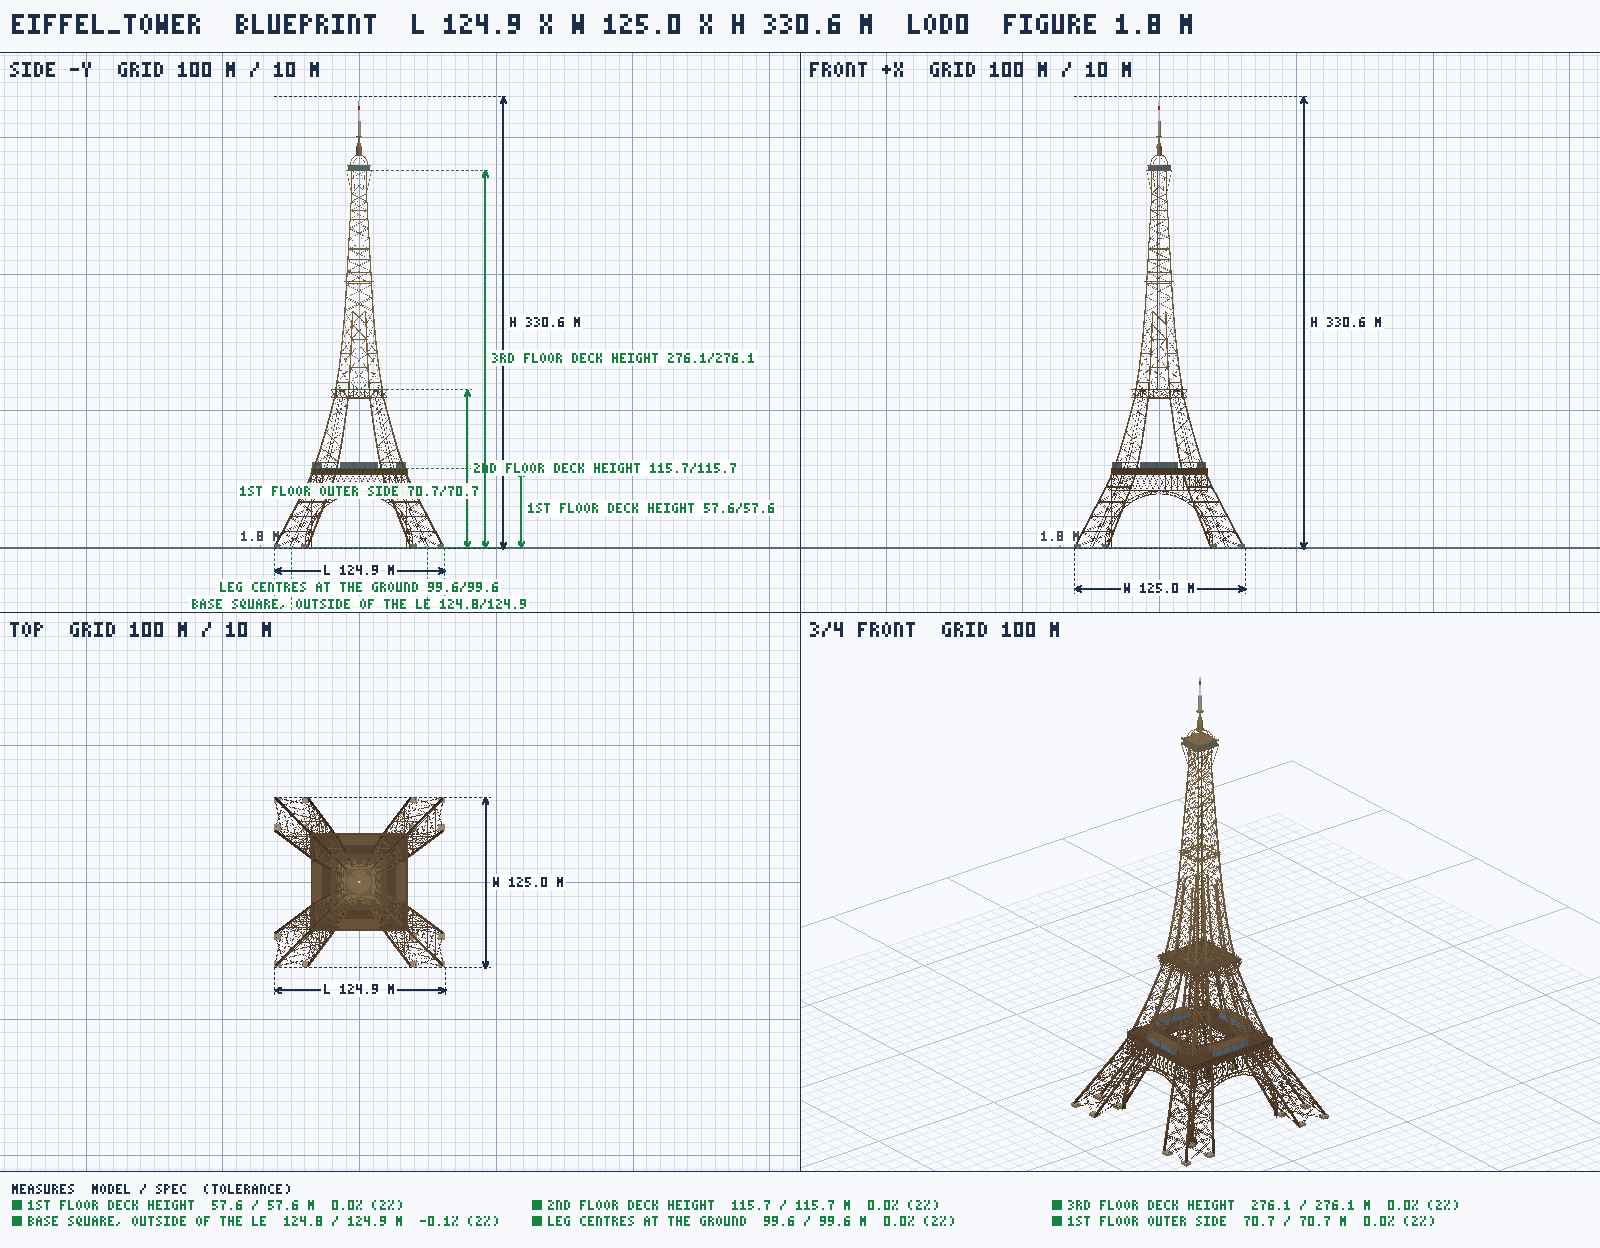 EIFFEL_TOWER BLUEPRINT L 124.9 X W 125.0 X H 330.6 M LOD0 FIGURE 1.8 M
SIDE -Y GRID 100 M / 10 M
H 330.6 M
3RD FLOOR DECK HEIGHT 276.1/276.1
2ND FLOOR DECK HEIGHT 115.7/115.7
1ST FLOOR OUTER SIDE 70.7/70.7
1ST FLOOR DECK HEIGHT 57.6/57.6
1.8 M
L 124.9 M
LEG CENTRES AT THE GROUND 99.6/99.6
BASE SQUARE, OUTSIDE OF THE LE 124.8/124.9
FRONT +X GRID 100 M / 10 M
H 330.6 M
1.8 M
W 125.0 M
TOP GRID 100 M / 10 M
W 125.0 M
L 124.9 M
3/4 FRONT GRID 100 M
MEASURES MODEL / SPEC (TOLERANCE)
1ST FLOOR DECK HEIGHT 57.6 / 57.6 M 0.0% (2%)
2ND FLOOR DECK HEIGHT 115.7 / 115.7 M 0.0% (2%)
3RD FLOOR DECK HEIGHT 276.1 / 276.1 M 0.0% (2%)
BASE SQUARE, OUTSIDE OF THE LE 124.8 / 124.9 M -0.1% (2%)
LEG CENTRES AT THE GROUND 99.6 / 99.6 M 0.0% (2%)
1ST FLOOR OUTER SIDE 70.7 / 70.7 M 0.0% (2%)